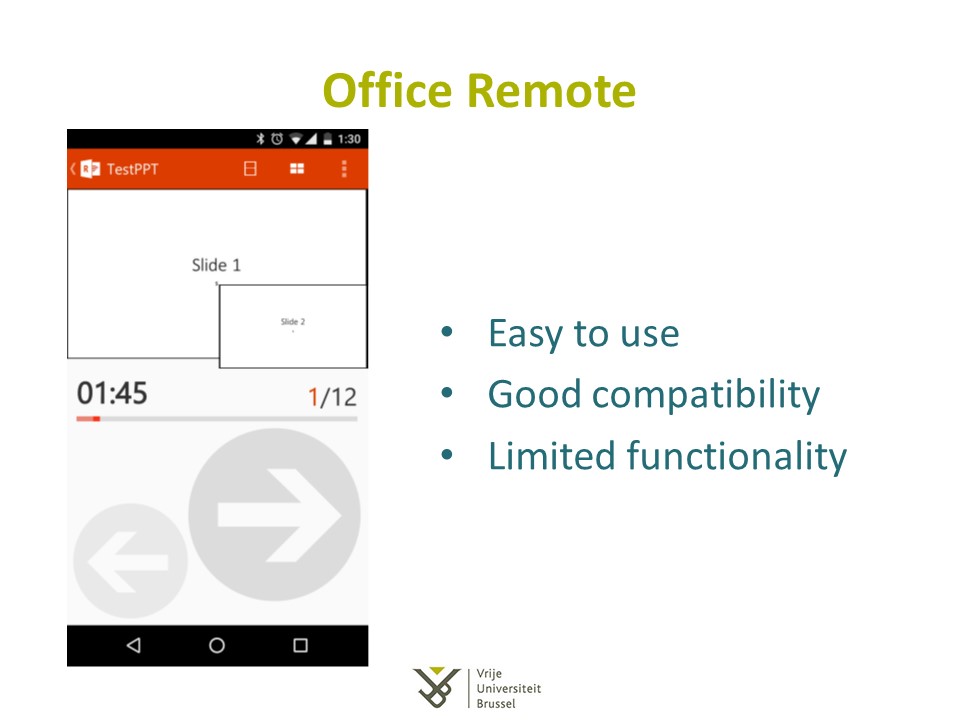 Office Remote
1:30
TestPPT
Slide 1
Slide 2
01:45
1/12
• Easy to use
• Good compatibility
• Limited functionality
Vrije
Universiteit
Brussel